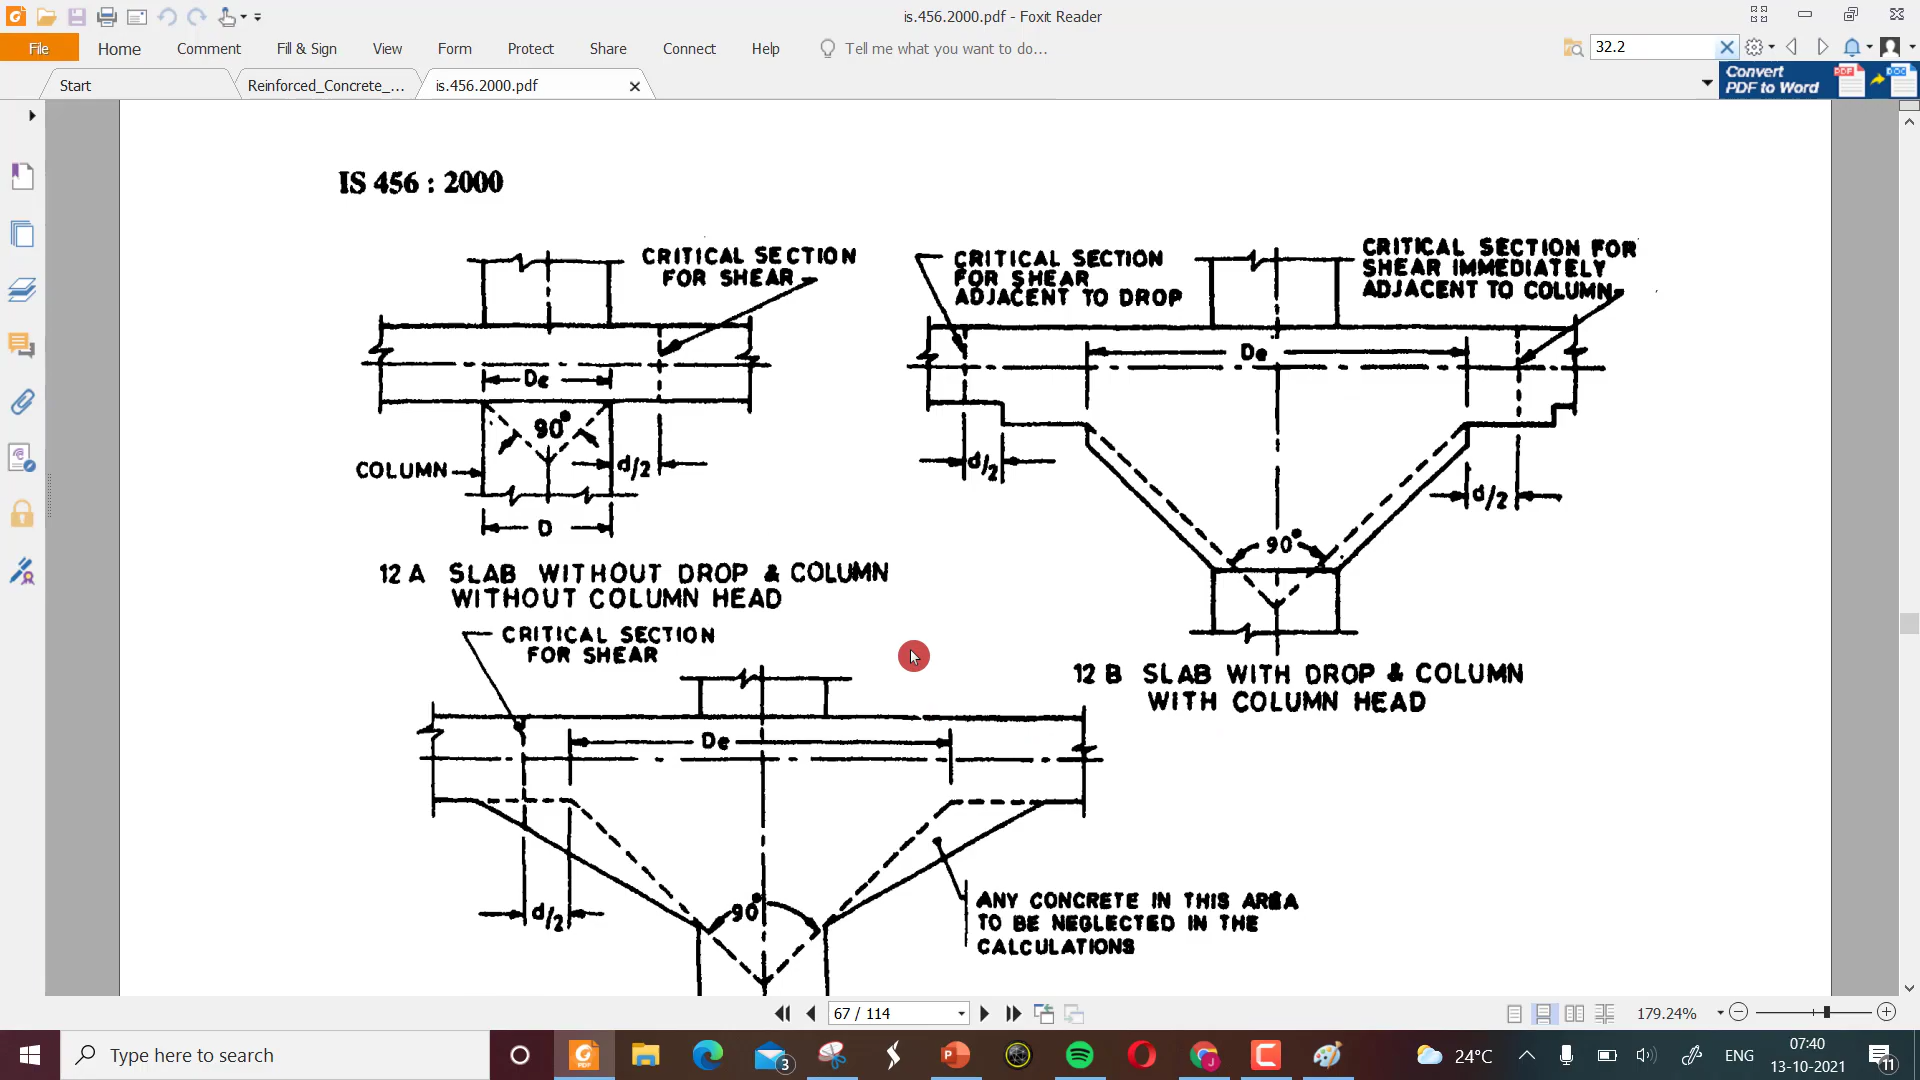 is.456.2000.pdf - Foxit Reader
File Home Comment Fill & Sign View Form Protect Share Connect Help Tell me what you want to do... 32.2
Start Reinforced_Concrete_... is.456.2000.pdf
Convert
PDF to Word
IS 456 : 2000
CRITICAL SECTION
FOR SHEAR
De
90°
COLUMN
d/2
D
12 A SLAB WITHOUT DROP & COLUMN
WITHOUT COLUMN HEAD
CRITICAL SECTION
FOR SHEAR
ADJACENT TO DROP
CRITICAL SECTION FOR
SHEAR IMMEDIATELY
ADJACENT TO COLUMN
De
d/2
d/2
90°
12 B SLAB WITH DROP & COLUMN
WITH COLUMN HEAD
CRITICAL SECTION
FOR SHEAR
De
d/2
90°
ANY CONCRETE IN THIS AREA
TO BE NEGLECTED IN THE
CALCULATIONS
67 / 114
179.24%
Type here to search
3
24°C
ENG
07:40
13-10-2021
11